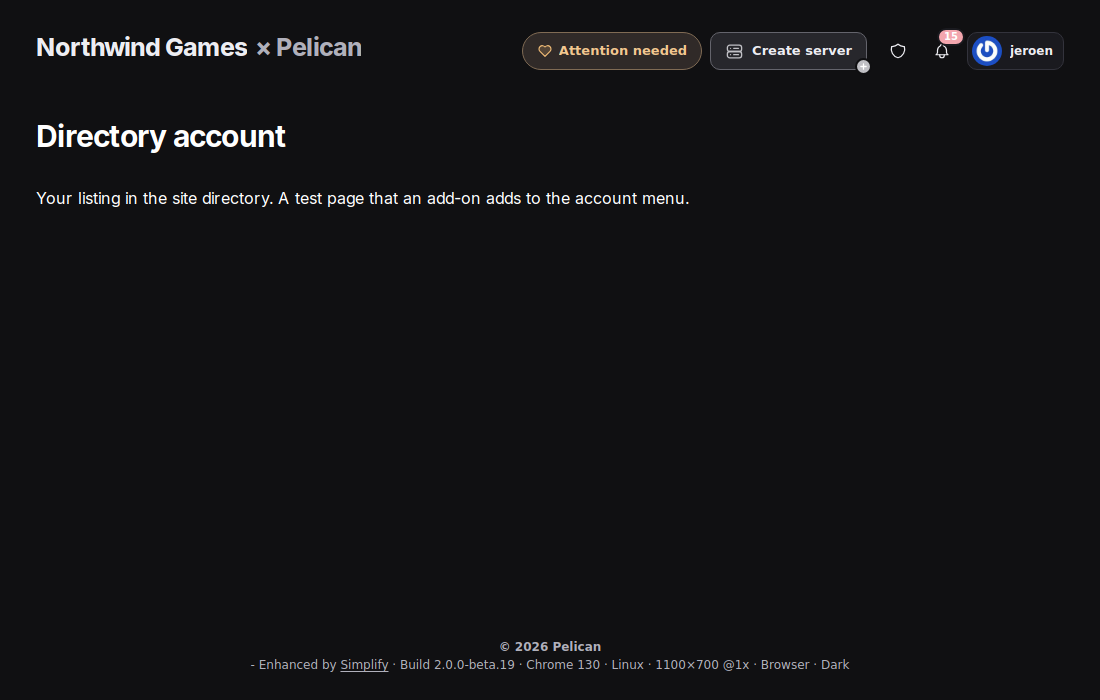 Northwind Games × Pelican
Attention needed
Create server
15
jeroen
Directory account
Your listing in the site directory. A test page that an add-on adds to the account menu.
© 2026 Pelican
- Enhanced by Simplify · Build 2.0.0-beta.19 · Chrome 130 · Linux · 1100×700 @1x · Browser · Dark